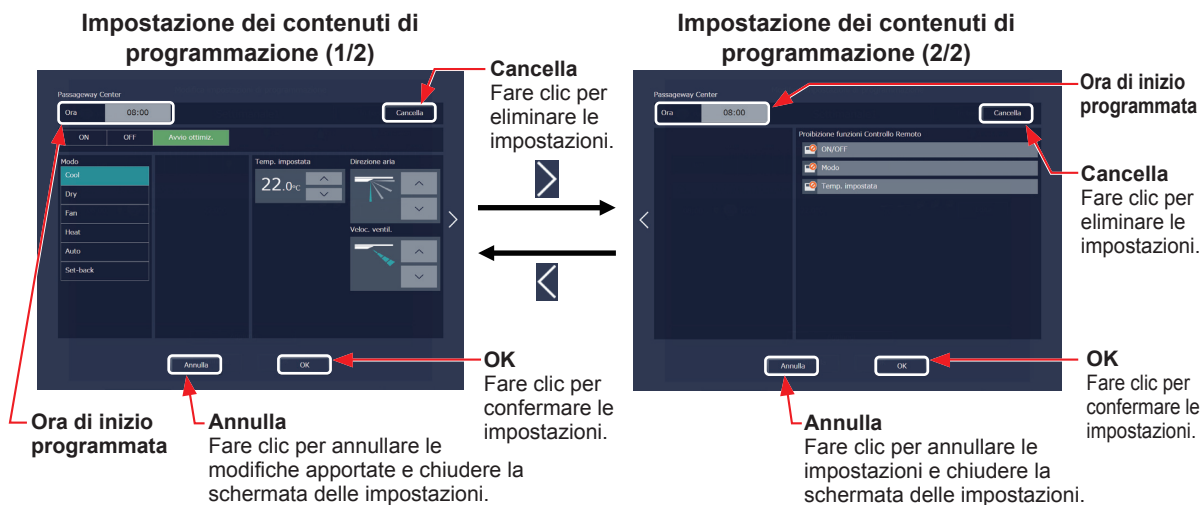 Impostazione dei contenuti di
programmazione (1/2)
Passageway Center
Ora 08:00
Cancella
ON OFF Avvio ottimiz.
Modo
Cool
Dry
Fan
Heat
Auto
Set-back
Temp. impostata
22.0°C
Direzione aria
Veloc. ventil.
Annulla
OK
Cancella
Fare clic per
eliminare le
impostazioni.
OK
Fare clic per
confermare le
impostazioni.
Ora di inizio
programmata
Annulla
Fare clic per annullare le
modifiche apportate e chiudere la
schermata delle impostazioni.
Impostazione dei contenuti di
programmazione (2/2)
Passageway Center
Ora 08:00
Cancella
Proibizione funzioni Controllo Remoto
ON/OFF
Modo
Temp. impostata
Annulla
OK
Ora di inizio
programmata
Cancella
Fare clic per
eliminare le
impostazioni.
OK
Fare clic per
confermare le
impostazioni.
Annulla
Fare clic per annullare le
impostazioni e chiudere la
schermata delle impostazioni.